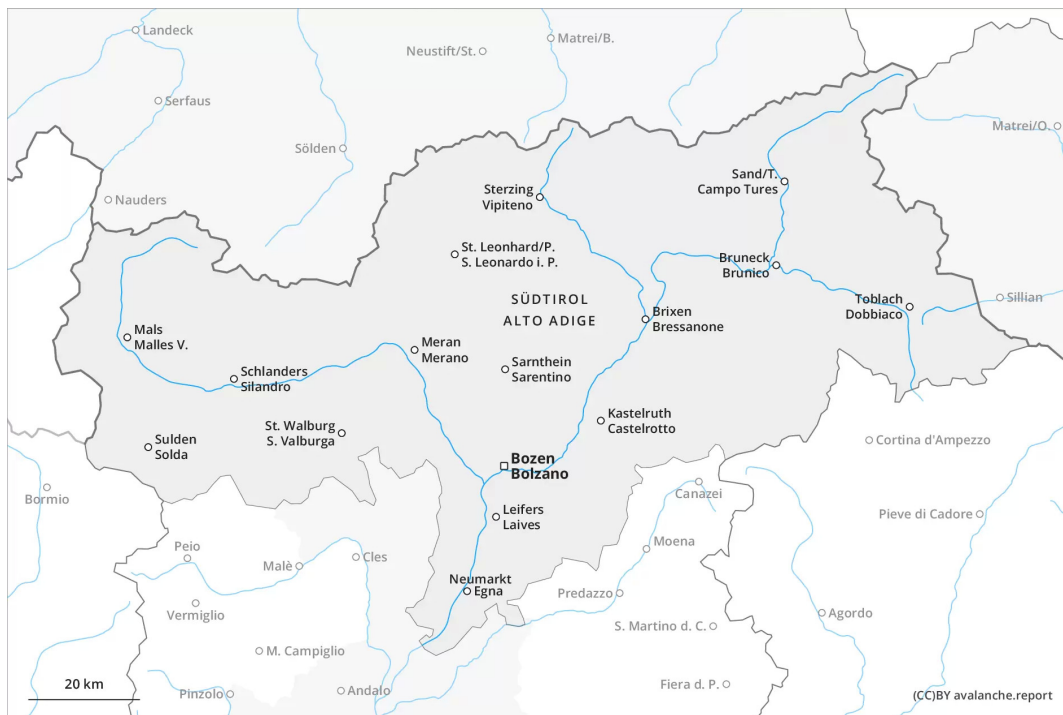 Landeck
Matrei/B.
Neustift/St.
Serfaus
Matrei/O.
Sölden
Sand/T.
Campo Tures
Sterzing
Vipiteno
Nauders
St. Leonhard/P.
S. Leonardo i. P.
Bruneck
Brunico
SÜDTIROL
ALTO ADIGE
Toblach
Dobbiaco
Sillian
Brixen
Bressanone
Mals
Malles V.
Meran
Merano
Sarnthein
Sarentino
Schlanders
Silandro
Kastelruth
Castelrotto
St. Walburg
S. Valburga
Sulden
Solda
Cortina d'Ampezzo
Bozen
Bolzano
Bormio
Canazei
Leifers
Laives
Pieve di Cadore
Moena
Peio
Malè
Cles
Neumarkt
Egna
Predazzo
Vermiglio
Agordo
S. Martino d. C.
M. Campiglio
20 km
Pinzolo
Andalo
Fiera d. P.
(CC)BY avalanche.report